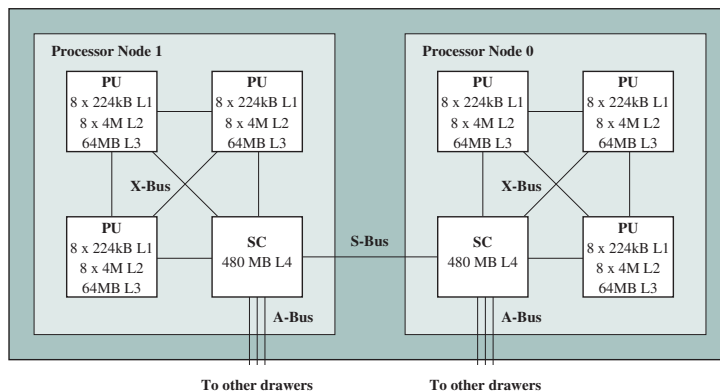 Processor Node 1
PU
8 x 224kB L1
8 x 4M L2
64MB L3
PU
8 x 224kB L1
8 x 4M L2
64MB L3
X-Bus
PU
8 x 224kB L1
8 x 4M L2
64MB L3
SC
480 MB L4
A-Bus
S-Bus
Processor Node 0
PU
8 x 224kB L1
8 x 4M L2
64MB L3
PU
8 x 224kB L1
8 x 4M L2
64MB L3
X-Bus
SC
480 MB L4
PU
8 x 224kB L1
8 x 4M L2
64MB L3
A-Bus
To other drawers
To other drawers